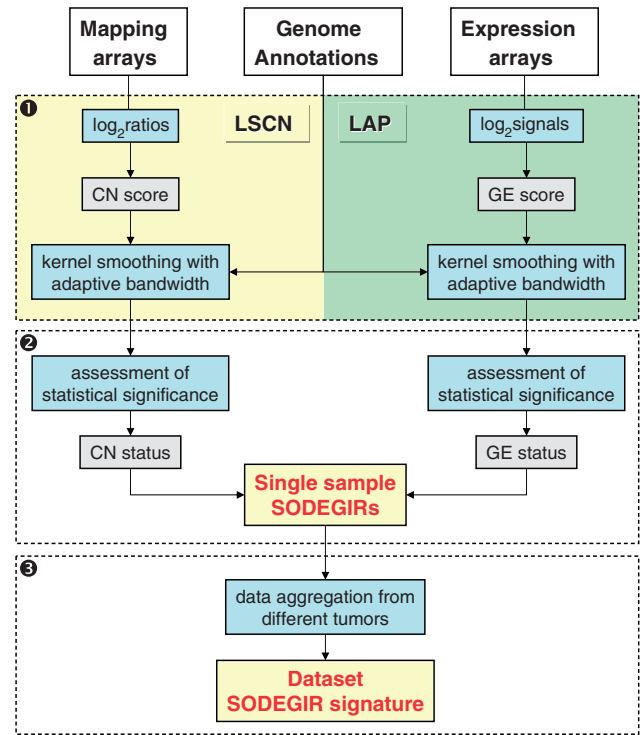 Mapping
arrays
Genome
Annotations
Expression
arrays
❶
log₂ratios
LSCN
LAP
log₂signals
CN score
GE score
kernel smoothing with
adaptive bandwidth
kernel smoothing with
adaptive bandwidth
❷
assessment of
statistical significance
assessment of
statistical significance
CN status
GE status
Single sample
SODEGIRs
❸
data aggregation from
different tumors
Dataset
SODEGIR signature